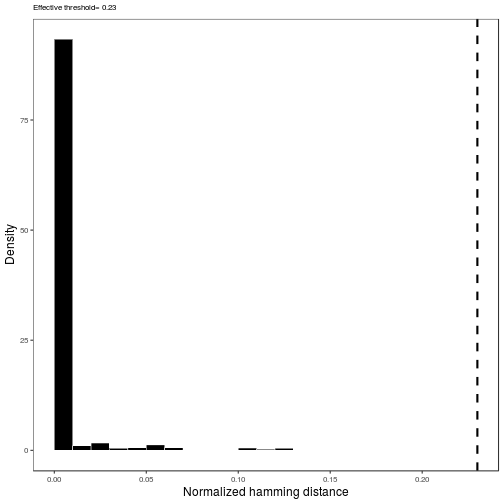 Effective threshold= 0.23
75
50
25
0
Density
0.00 0.05 0.10 0.15 0.20
Normalized hamming distance